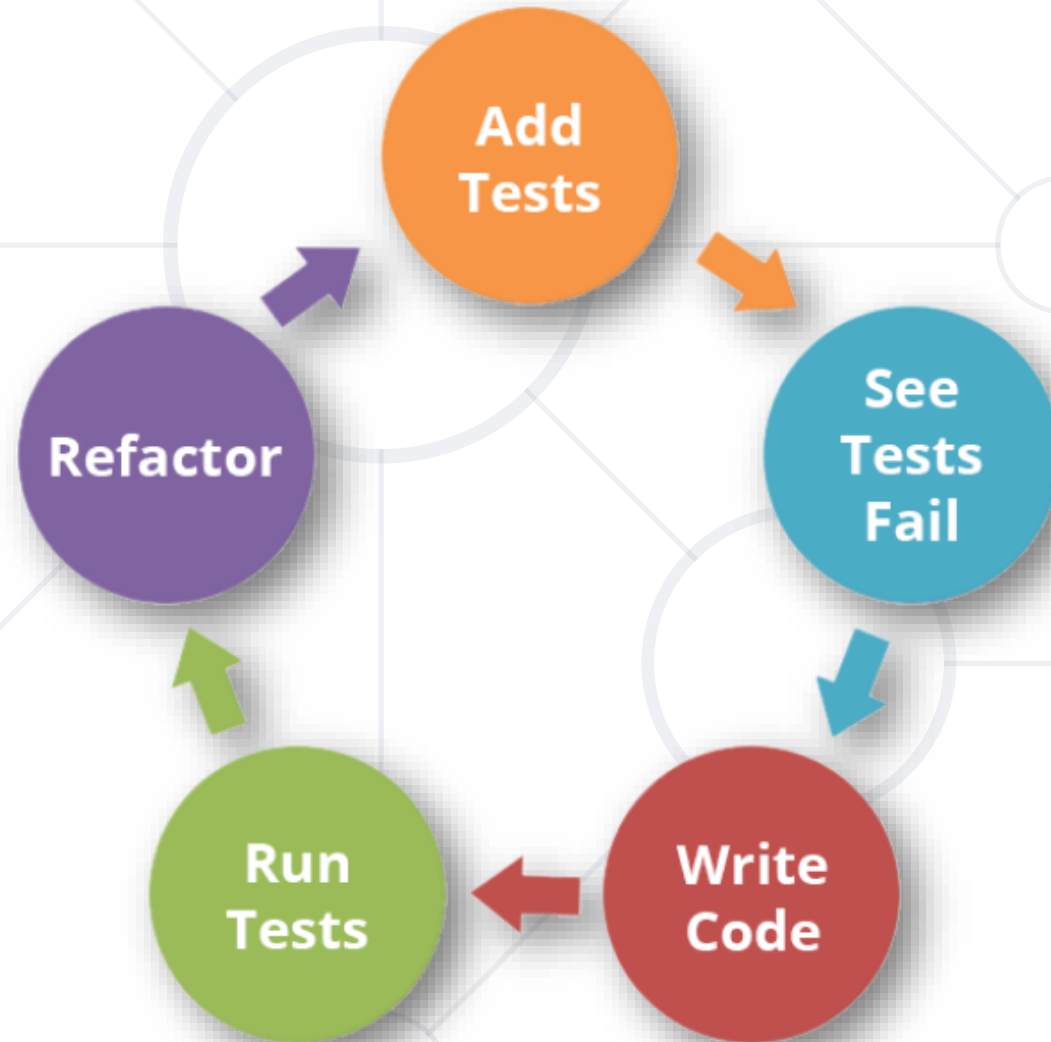 Add
Tests
See
Tests
Fail
Write
Code
Run
Tests
Refactor